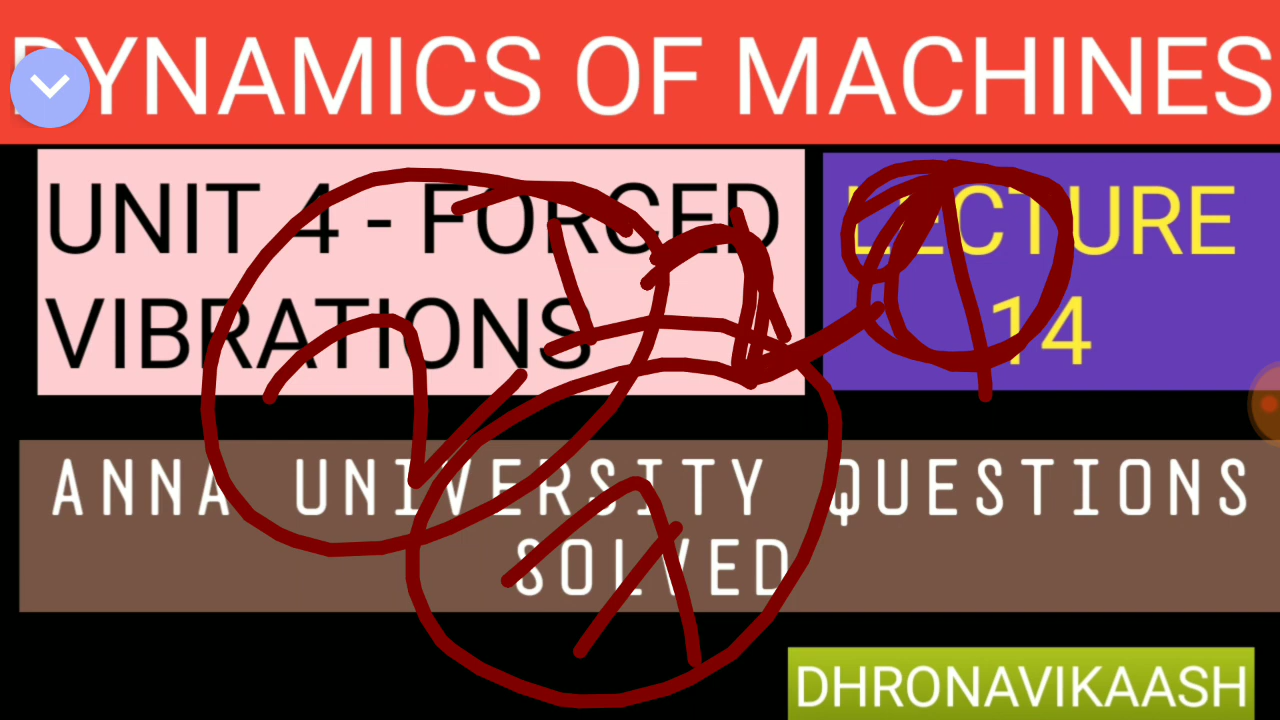 DYNAMICS OF MACHINES
UNIT 4 - FORCED
VIBRATIONS
LECTURE
14
ANNA UNIVERSITY QUESTIONS
SOLVED
DHRONAVIKAASH